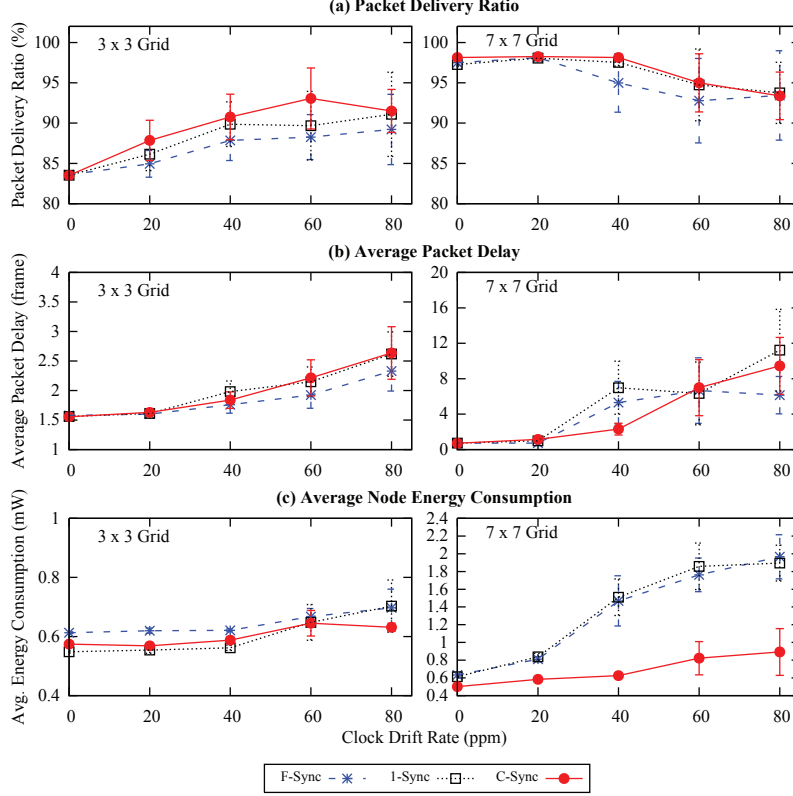 (a) Packet Delivery Ratio
Packet Delivery Ratio (%)
100
95
90
85
80
3 x 3 Grid
0 20 40 60 80
100
95
90
85
80
7 x 7 Grid
0 20 40 60 80
(b) Average Packet Delay
Average Packet Delay (frame)
4
3.5
3
2.5
2
1.5
1
3 x 3 Grid
0 20 40 60 80
20
16
12
8
4
0
7 x 7 Grid
0 20 40 60 80
(c) Average Node Energy Consumption
Avg. Energy Consumption (mW)
1
0.8
0.6
0.4
3 x 3 Grid
0 20 40 60 80
2.4
2.2
2
1.8
1.6
1.4
1.2
1
0.8
0.6
0.4
7 x 7 Grid
0 20 40 60 80
Clock Drift Rate (ppm)
F-Sync 1-Sync C-Sync